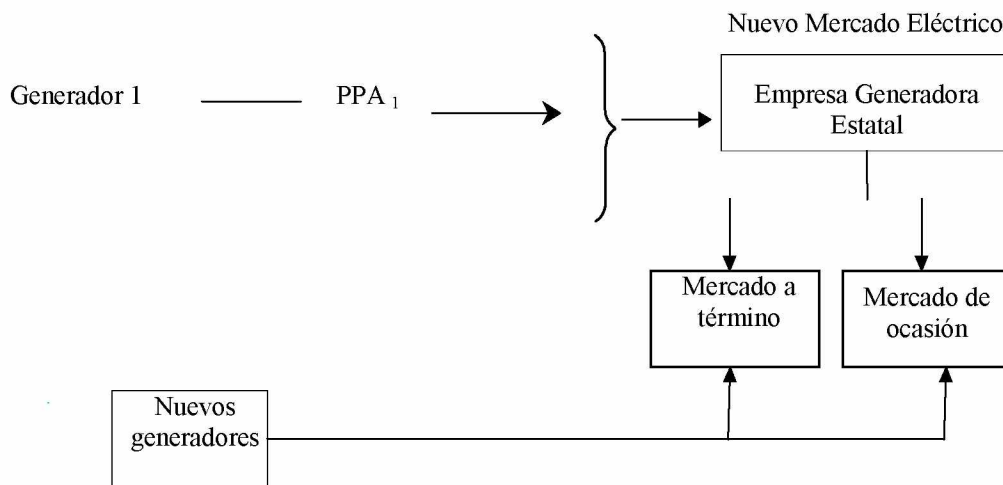 Nuevo Mercado Eléctrico
Generador 1
PPA 1
Empresa Generadora
Estatal
Mercado a
término
Mercado de
ocasión
Nuevos
generadores